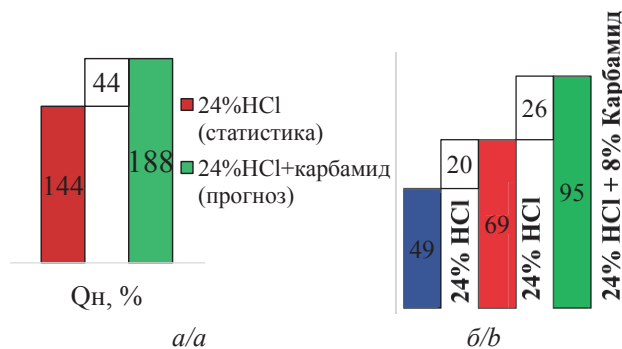 44
144
188
24%HCl
(статистика)
24%HCl+карбамид
(прогноз)
Qн, %
а/a
49
20
24% HCl
69
26
24% HCl
95
24% HCl + 8% Карбамид
б/b